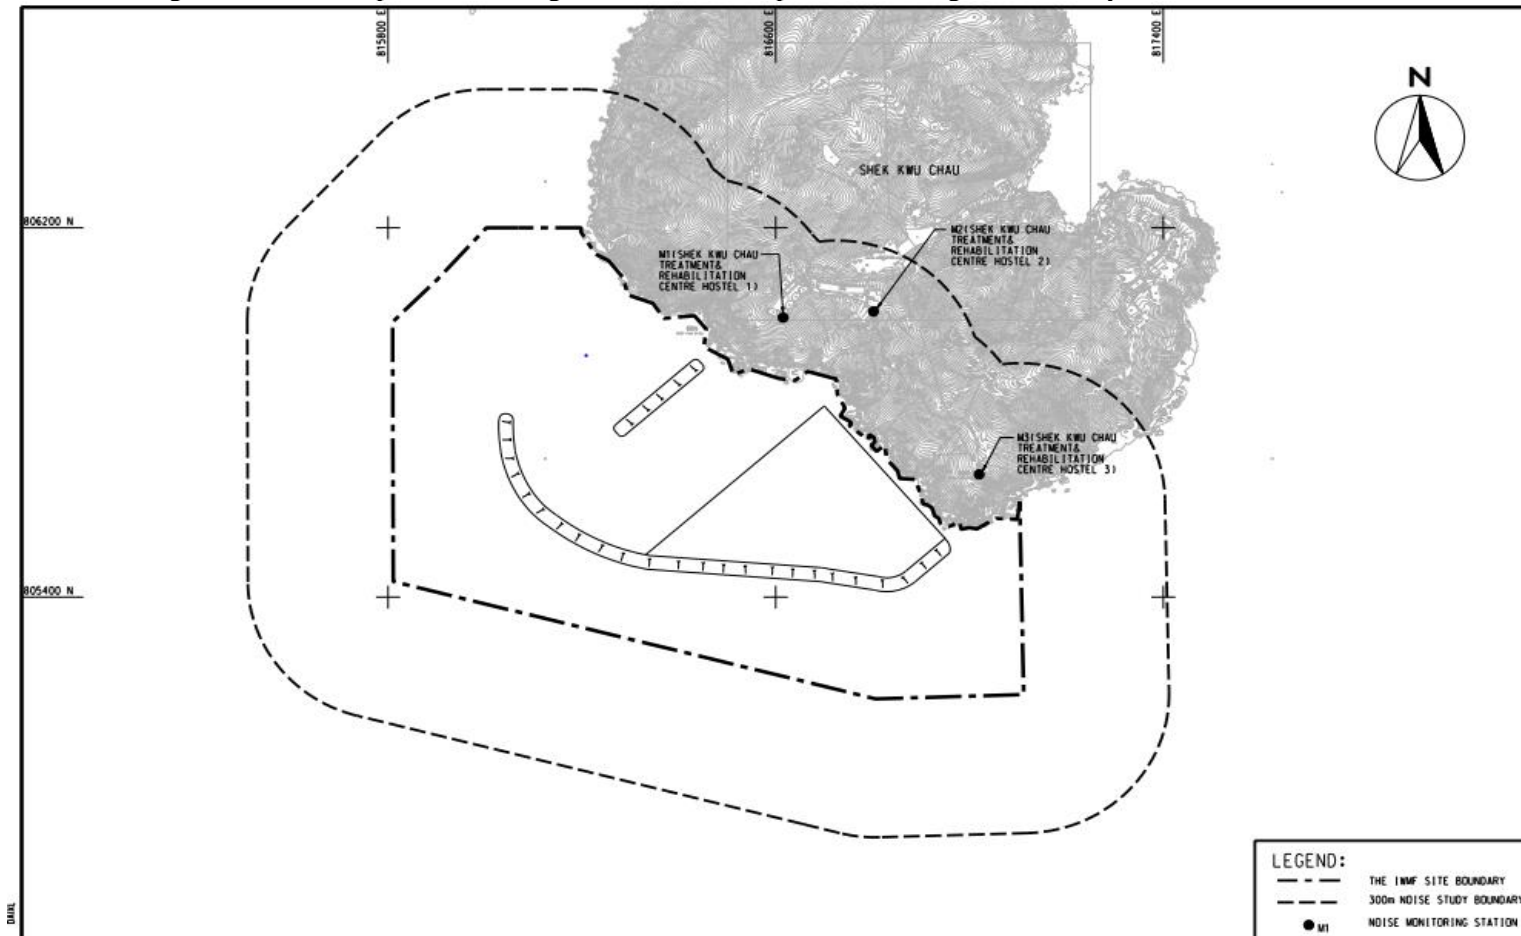 815800 E
816600 E
817400 E
N
SHEK KWU CHAU
806200 N
M1(SHEK KWU CHAU
TREATMENT&
REHABILITATION
CENTRE HOSTEL 1)
M2(SHEK KWU CHAU
TREATMENT&
REHABILITATION
CENTRE HOSTEL 2)
M3(SHEK KWU CHAU
TREATMENT&
REHABILITATION
CENTRE HOSTEL 3)
805400 N
LEGEND:
THE IWMF SITE BOUNDARY
300m NOISE STUDY BOUNDARY
M1 NOISE MONITORING STATION